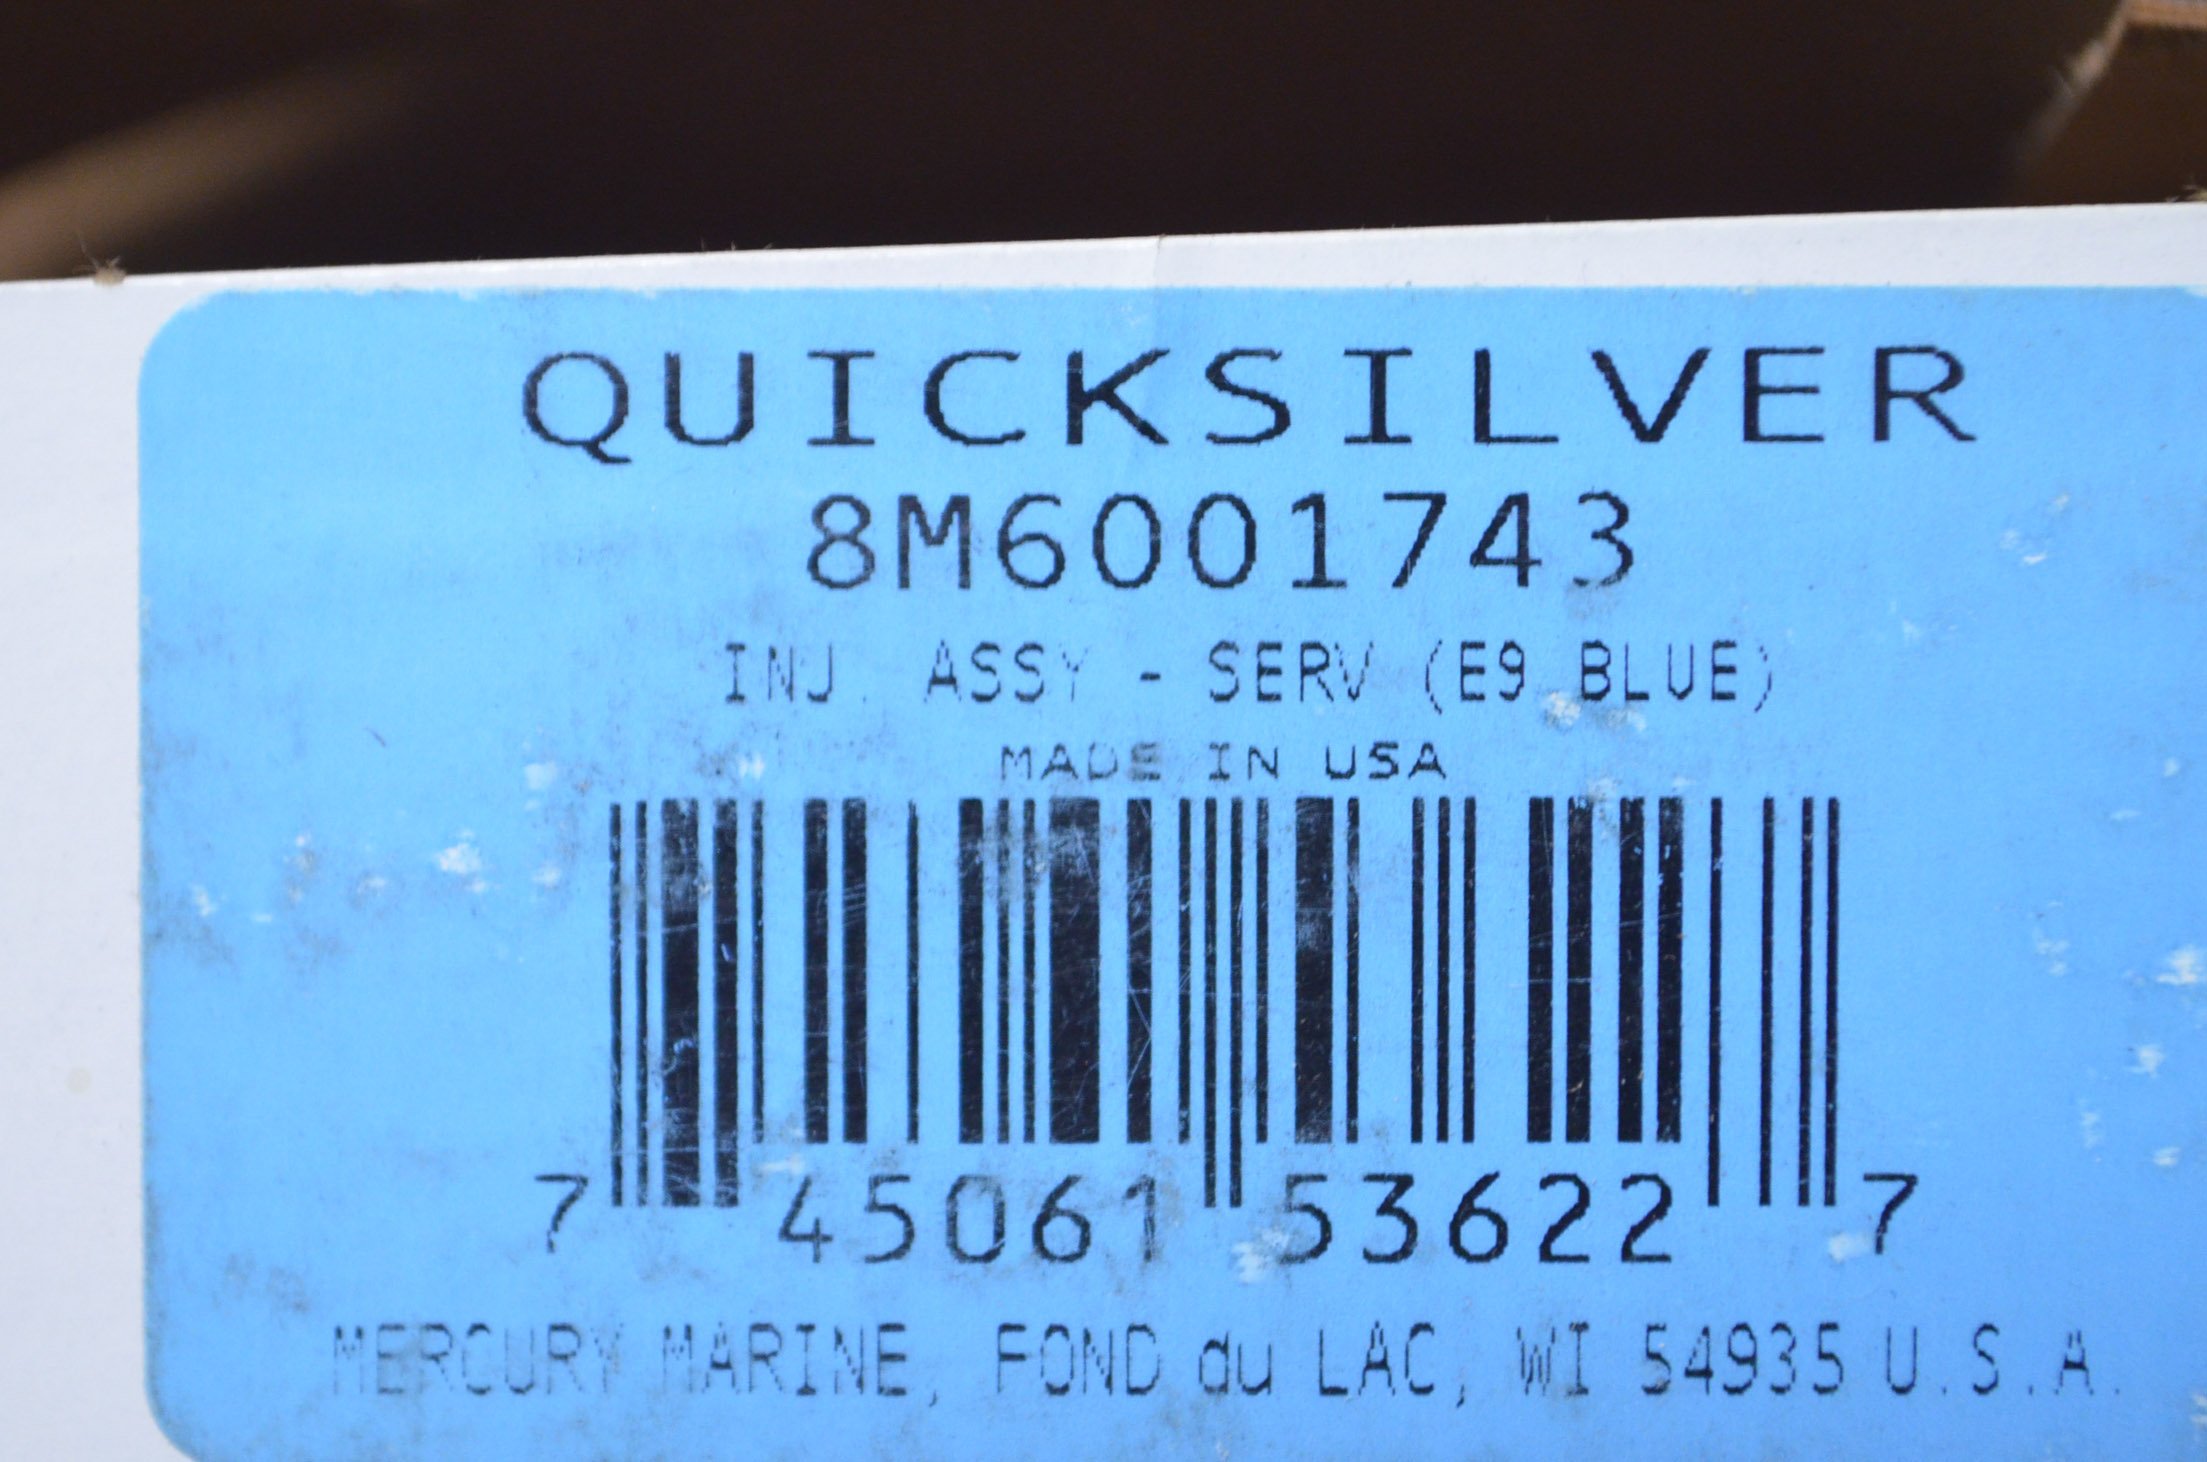 QUICKSILVER
8M6001743
INJ. ASSY - SERV (E9 BLUE)
MADE IN USA
7 45061 53622 7
MERCURY MARINE, FOND du LAC, WI 54935 U.S.A.